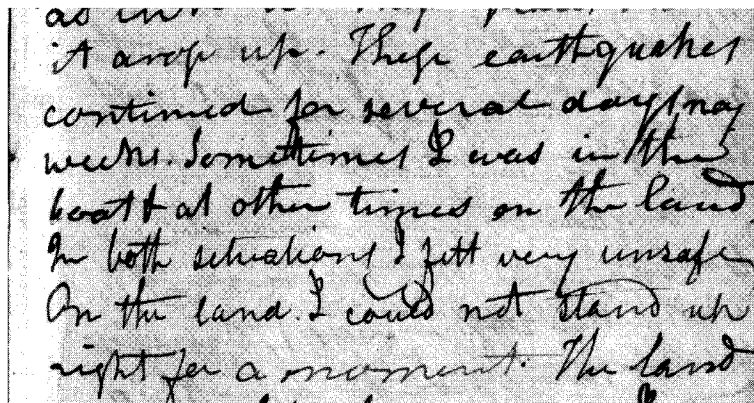 as in
it arose up. These earthquakes
continued for several days nay
weeks. Sometimes I was in the
boat & at other times on the land
In both situations I felt very unsafe
On the land I could not stand up
right for a moment. The land